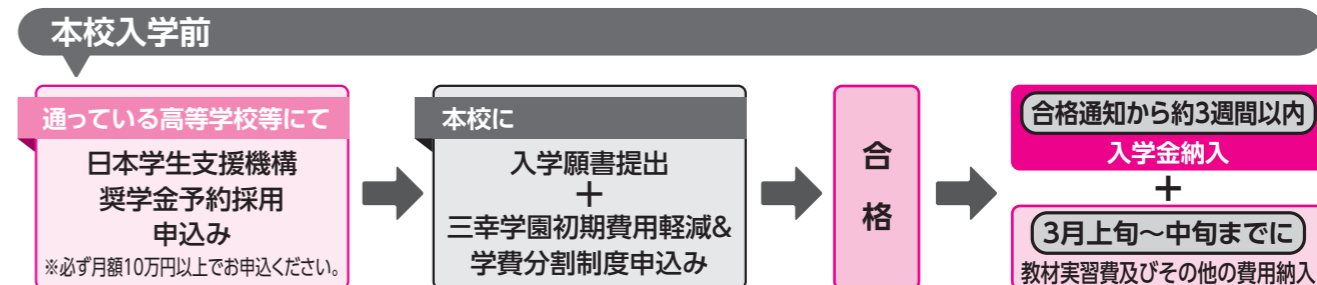 本校入学前
通っている高等学校等にて
日本学生支援機構
奨学金予約採用
申込み
※必ず月額10万円以上でお申込ください。
本校に
入学願書提出
+
三幸学園初期費用軽減&
学費分割制度申込み
合
格
合格通知から約3週間以内
入学金納入
+
3月上旬~中旬までに
教材実習費及びその他の費用納入